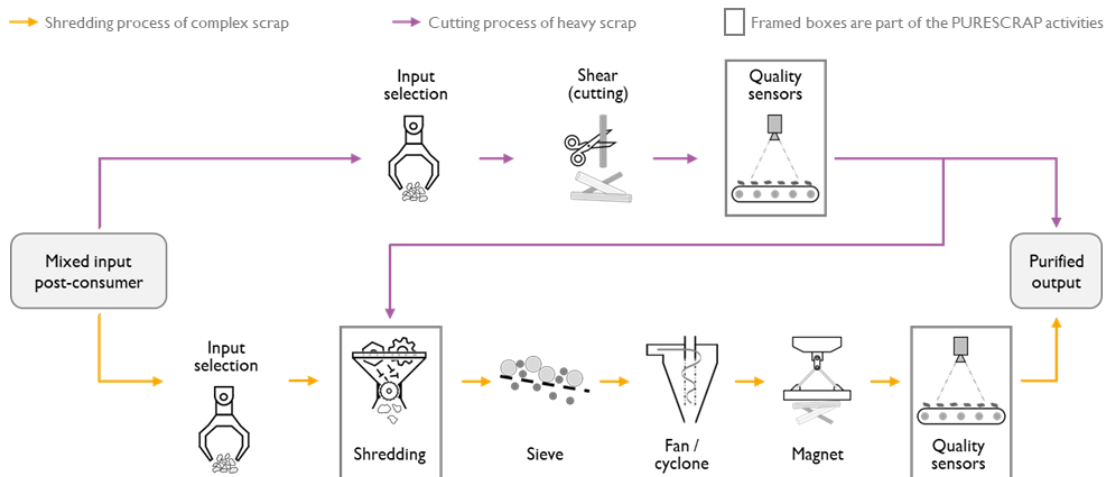 Shredding process of complex scrap
Cutting process of heavy scrap
Framed boxes are part of the PURESCRAP activities
Input
selection
Shear
(cutting)
Quality
sensors
Mixed input
post-consumer
Purified
output
Input
selection
Shredding
Sieve
Fan /
cyclone
Magnet
Quality
sensors